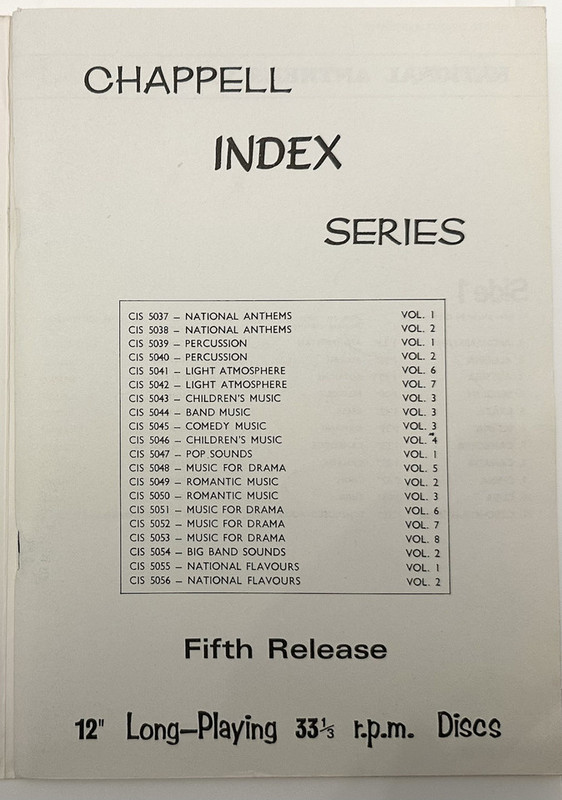 CHAPPELL
INDEX
SERIES
CIS 5037 – NATIONAL ANTHEMS VOL. 1
CIS 5038 – NATIONAL ANTHEMS VOL. 2
CIS 5039 – PERCUSSION VOL. 1
CIS 5040 – PERCUSSION VOL. 2
CIS 5041 – LIGHT ATMOSPHERE VOL. 6
CIS 5042 – LIGHT ATMOSPHERE VOL. 7
CIS 5043 – CHILDREN'S MUSIC VOL. 3
CIS 5044 – BAND MUSIC VOL. 3
CIS 5045 – COMEDY MUSIC VOL. 3
CIS 5046 – CHILDREN'S MUSIC VOL. 4
CIS 5047 – POP SOUNDS VOL. 1
CIS 5048 – MUSIC FOR DRAMA VOL. 5
CIS 5049 – ROMANTIC MUSIC VOL. 2
CIS 5050 – ROMANTIC MUSIC VOL. 3
CIS 5051 – MUSIC FOR DRAMA VOL. 6
CIS 5052 – MUSIC FOR DRAMA VOL. 7
CIS 5053 – MUSIC FOR DRAMA VOL. 8
CIS 5054 – BIG BAND SOUNDS VOL. 2
CIS 5055 – NATIONAL FLAVOURS VOL. 1
CIS 5056 – NATIONAL FLAVOURS VOL. 2
Fifth Release
12" Long–Playing 33⅓ r.p.m. Discs